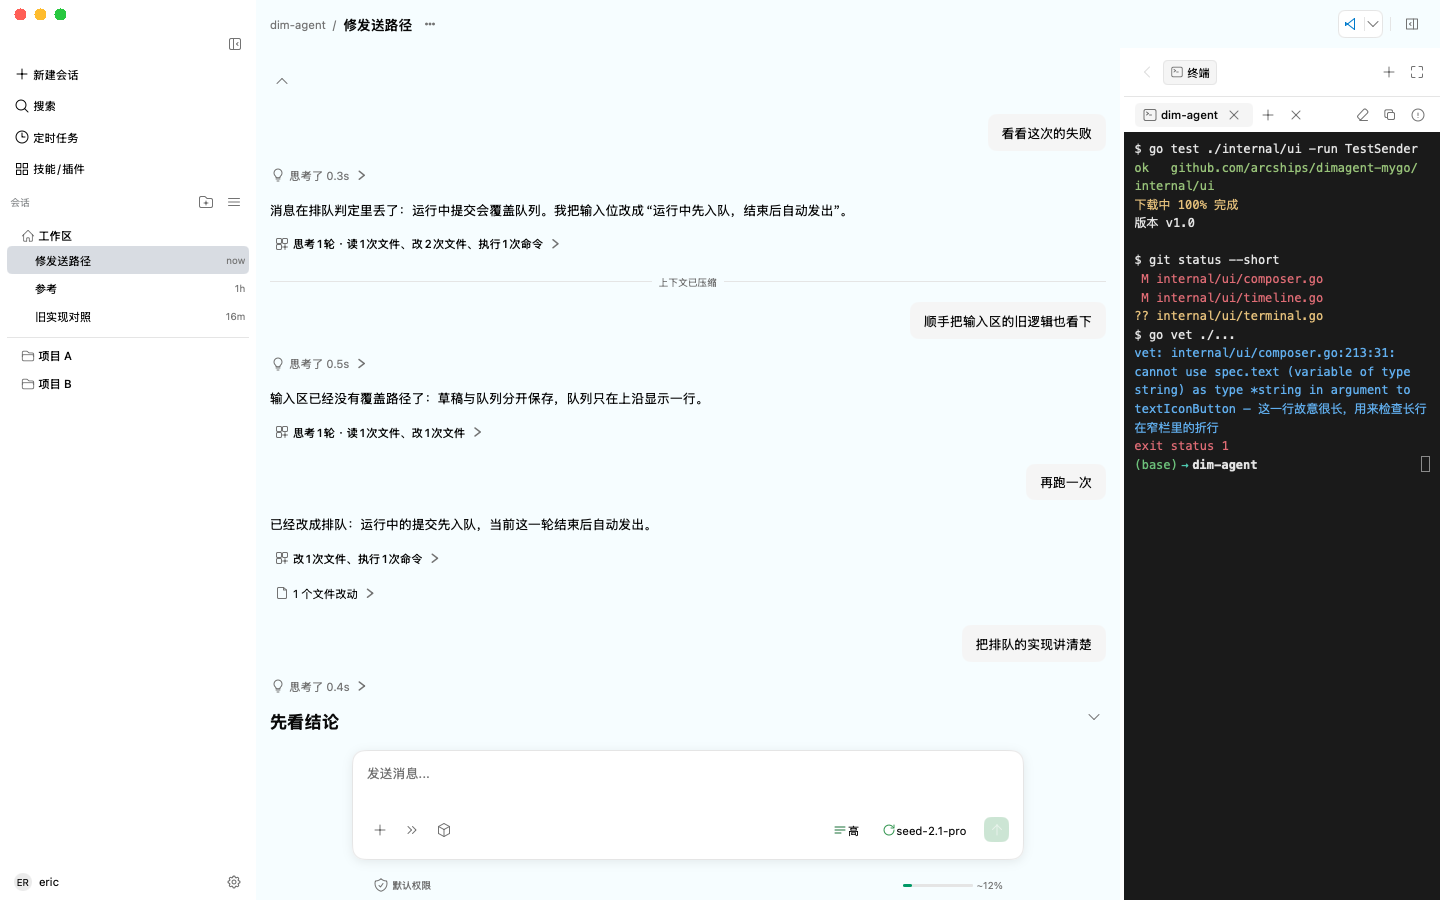 新建会话
搜索
定时任务
技能/插件
会话
工作区
修发送路径 now
参考 1h
旧实现对照 16m
项目 A
项目 B
ER eric
dim-agent / 修发送路径 ···
看看这次的失败
思考了 0.3s
消息在排队判定里丢了：运行中提交会覆盖队列。我把输入位改成“运行中先入队，结束后自动发出”。
思考1轮 · 读1次文件、改2次文件、执行1次命令
上下文已压缩
顺手把输入区的旧逻辑也看下
思考了 0.5s
输入区已经没有覆盖路径了：草稿与队列分开保存，队列只在上沿显示一行。
思考1轮 · 读1次文件、改1次文件
再跑一次
已经改成排队：运行中的提交先入队，当前这一轮结束后自动发出。
改1次文件、执行1次命令
1 个文件改动
把排队的实现讲清楚
思考了 0.4s
先看结论
发送消息...
高 seed-2.1-pro
默认权限 ~12%
终端
dim-agent
$ go test ./internal/ui -run TestSender
ok github.com/arcships/dimagent-mygo/
internal/ui
下载中 100% 完成
版本 v1.0
$ git status --short
M internal/ui/composer.go
M internal/ui/timeline.go
?? internal/ui/terminal.go
$ go vet ./...
vet: internal/ui/composer.go:213:31:
cannot use spec.text (variable of type
string) as type *string in argument to
textIconButton — 这一行故意很长，用来检查长行
在窄栏里的折行
exit status 1
(base) → dim-agent